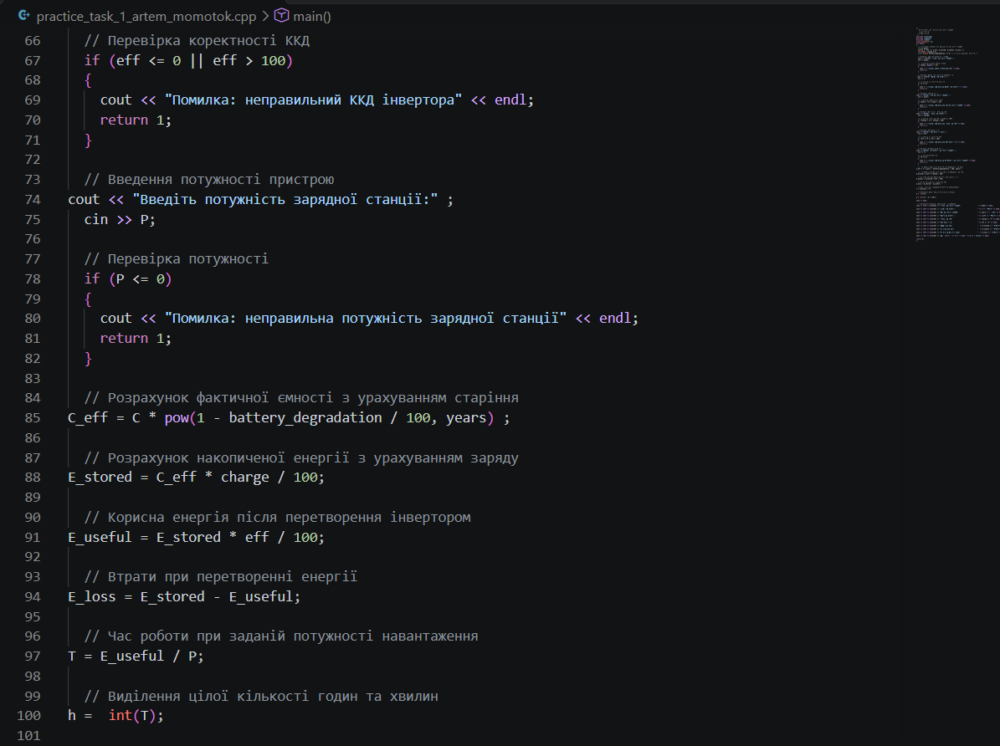 practice_task_1_artem_momotok.cpp > main()
66 // Перевірка коректності ККД
67 if (eff <= 0 || eff > 100)
68 {
69 cout << "Помилка: неправильний ККД інвертора" << endl;
70 return 1;
71 }
72
73 // Введення потужності пристрою
74 cout << "Введіть потужність зарядної станції:" ;
75 cin >> P;
76
77 // Перевірка потужності
78 if (P <= 0)
79 {
80 cout << "Помилка: неправильна потужність зарядної станції" << endl;
81 return 1;
82 }
83
84 // Розрахунок фактичної ємності з урахуванням старіння
85 C_eff = C * pow(1 - battery_degradation / 100, years) ;
86
87 // Розрахунок накопиченої енергії з урахуванням заряду
88 E_stored = C_eff * charge / 100;
89
90 // Корисна енергія після перетворення інвертором
91 E_useful = E_stored * eff / 100;
92
93 // Втрати при перетворенні енергії
94 E_loss = E_stored - E_useful;
95
96 // Час роботи при заданій потужності навантаження
97 T = E_useful / P;
98
99 // Виділення цілої кількості годин та хвилин
100 h =  int(T);
101